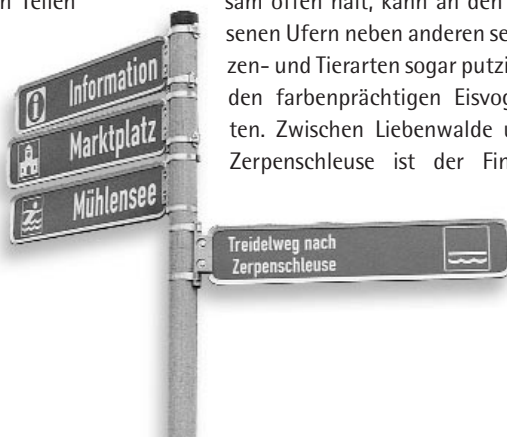 n Teilen
sam offen hält, kann an den
senen Ufern neben anderen se
zen- und Tierarten sogar putzi
den farbenprächtigen Eisvog
ten. Zwischen Liebenwalde u
Zerpenschleuse ist der Fin
Information
Marktplatz
Mühlensee
Treidelweg nach
Zerpenschleuse